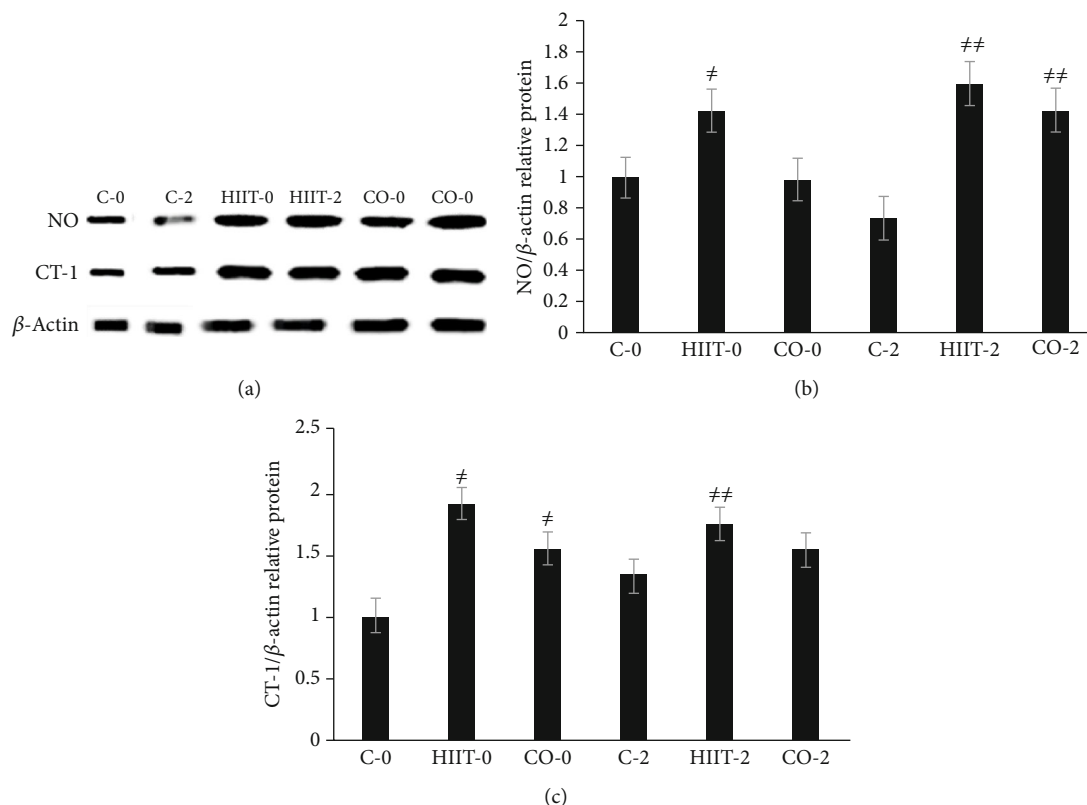 C-0 C-2 HIIT-0 HIIT-2 CO-0 CO-0
NO
CT-1
β-Actin
(a)
NO/β-actin relative protein
2
1.8
1.6
1.4
1.2
1
0.8
0.6
0.4
0.2
0
≠
≠≠
≠≠
C-0 HIIT-0 CO-0 C-2 HIIT-2 CO-2
(b)
CT-1/β-actin relative protein
2.5
2
1.5
1
0.5
0
≠
≠
≠≠
C-0 HIIT-0 CO-0 C-2 HIIT-2 CO-2
(c)